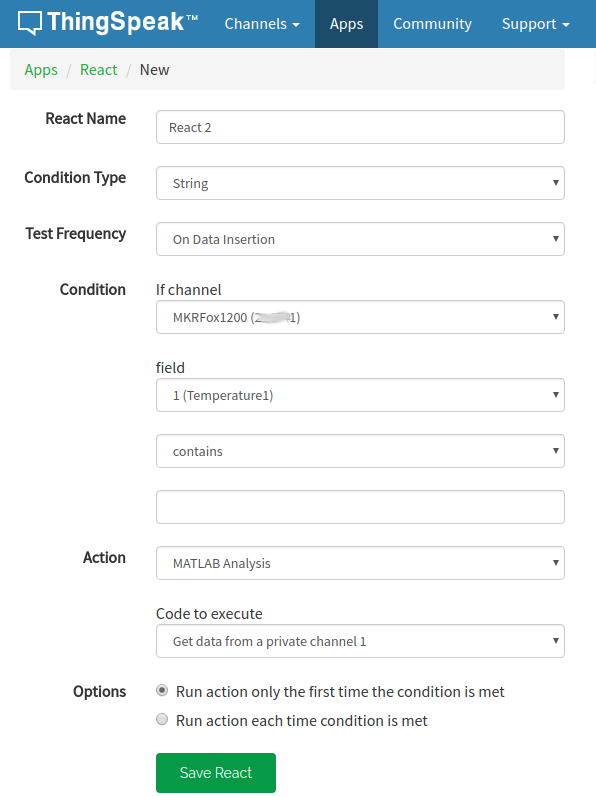 ThingSpeak™ Channels Apps Community Support
Apps / React / New
React Name React 2
Condition Type String
Test Frequency On Data Insertion
Condition If channel
MKRFox1200 (2 1)
field
1 (Temperature1)
contains
Action MATLAB Analysis
Code to execute
Get data from a private channel 1
Options Run action only the first time the condition is met
Run action each time condition is met
Save React